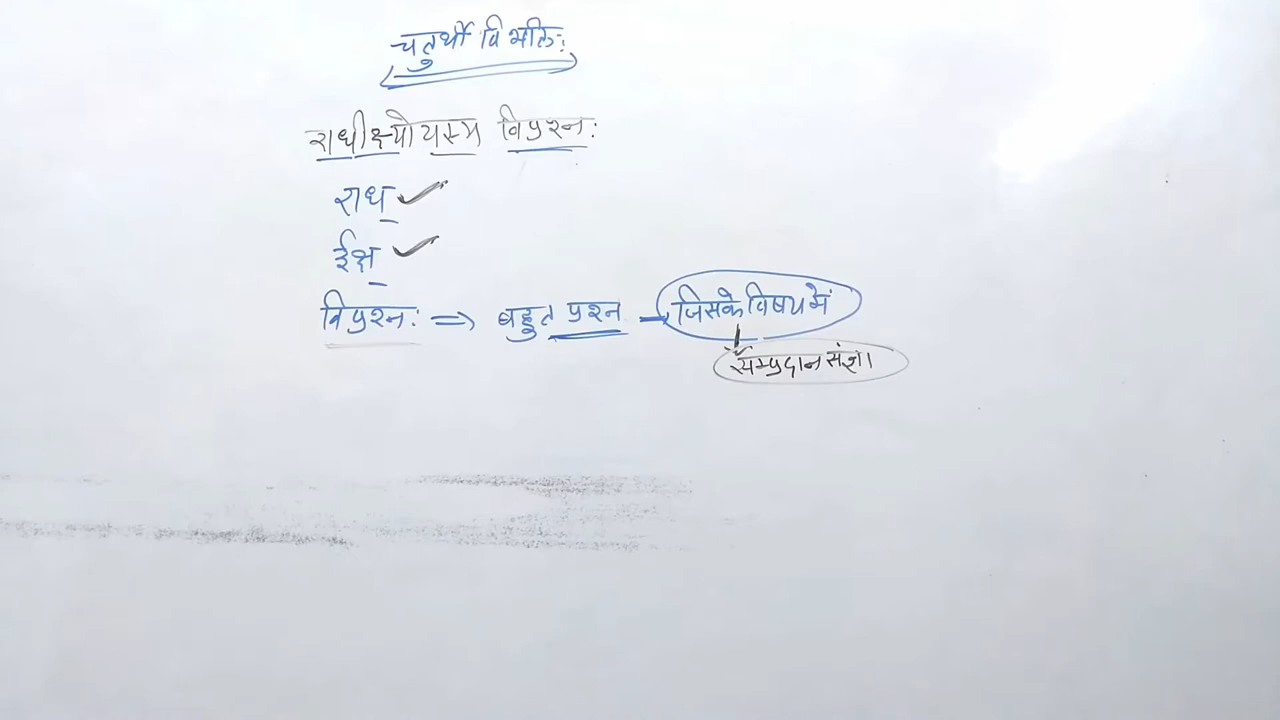 चतुर्थी विभक्तिः
राधीक्ष्योयस्य विप्रश्नः
राध्
ईक्ष्
विप्रश्नः ⇒ बहुत प्रश्न – जिसके विषय में
सम्प्रदान संज्ञा